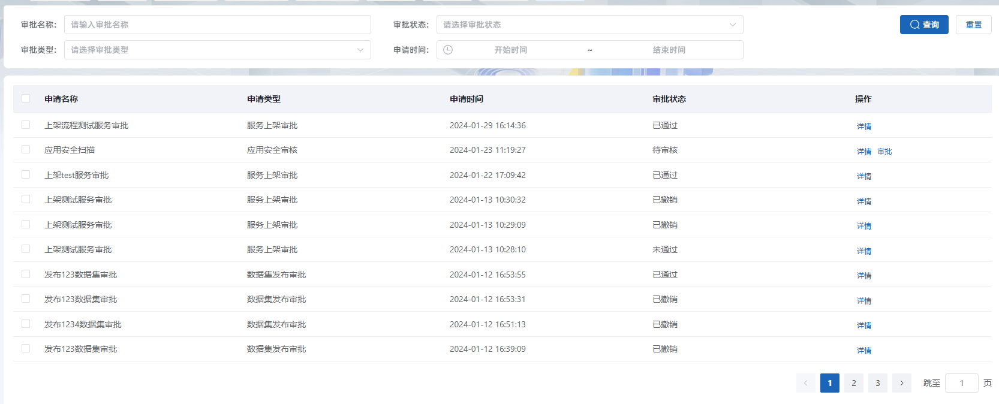 审批名称: 请输入审批名称 审批状态: 请选择审批状态 查询 重置
审批类型: 请选择审批类型 申请时间: 开始时间 ~ 结束时间
申请名称 申请类型 申请时间 审批状态 操作
上架流程测试服务审批 服务上架审批 2024-01-29 16:14:36 已通过 详情
应用安全扫描 应用安全审核 2024-01-23 11:19:27 待审核 详情 审批
上架test服务审批 服务上架审批 2024-01-22 17:09:42 已通过 详情
上架测试服务审批 服务上架审批 2024-01-13 10:30:32 已撤销 详情
上架测试服务审批 服务上架审批 2024-01-13 10:29:09 已撤销 详情
上架测试服务审批 服务上架审批 2024-01-13 10:28:10 未通过 详情
发布123数据集审批 数据集发布审批 2024-01-12 16:53:55 已通过 详情
发布123数据集审批 数据集发布审批 2024-01-12 16:53:31 已撤销 详情
发布1234数据集审批 数据集发布审批 2024-01-12 16:51:13 已撤销 详情
发布123数据集审批 数据集发布审批 2024-01-12 16:39:09 已撤销 详情
1 2 3 跳至 1 页